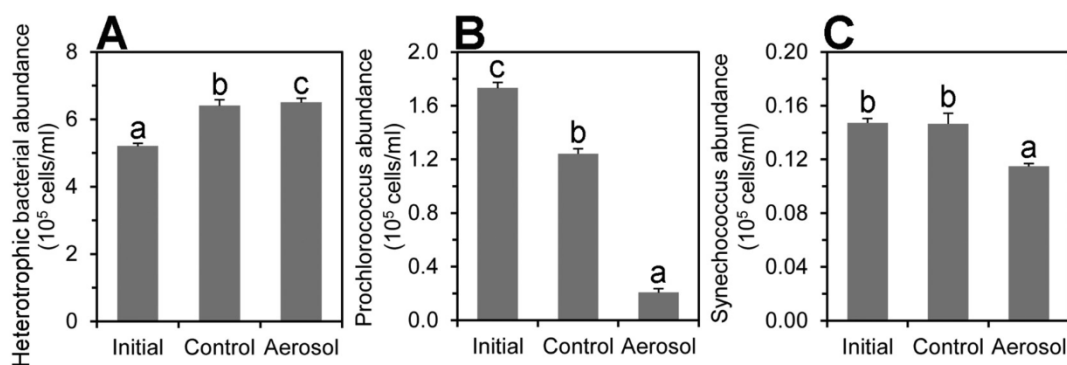 A
Heterotrophic bacterial abundance
(10⁵ cells/ml)
8
6
4
2
0
a
b
c
Initial Control Aerosol
B
Prochlorococcus abundance
(10⁵ cells/ml)
2.0
1.6
1.2
0.8
0.4
0.0
c
b
a
Initial Control Aerosol
C
Synechococcus abundance
(10⁵ cells/ml)
0.20
0.16
0.12
0.08
0.04
0.00
b
b
a
Initial Control Aerosol